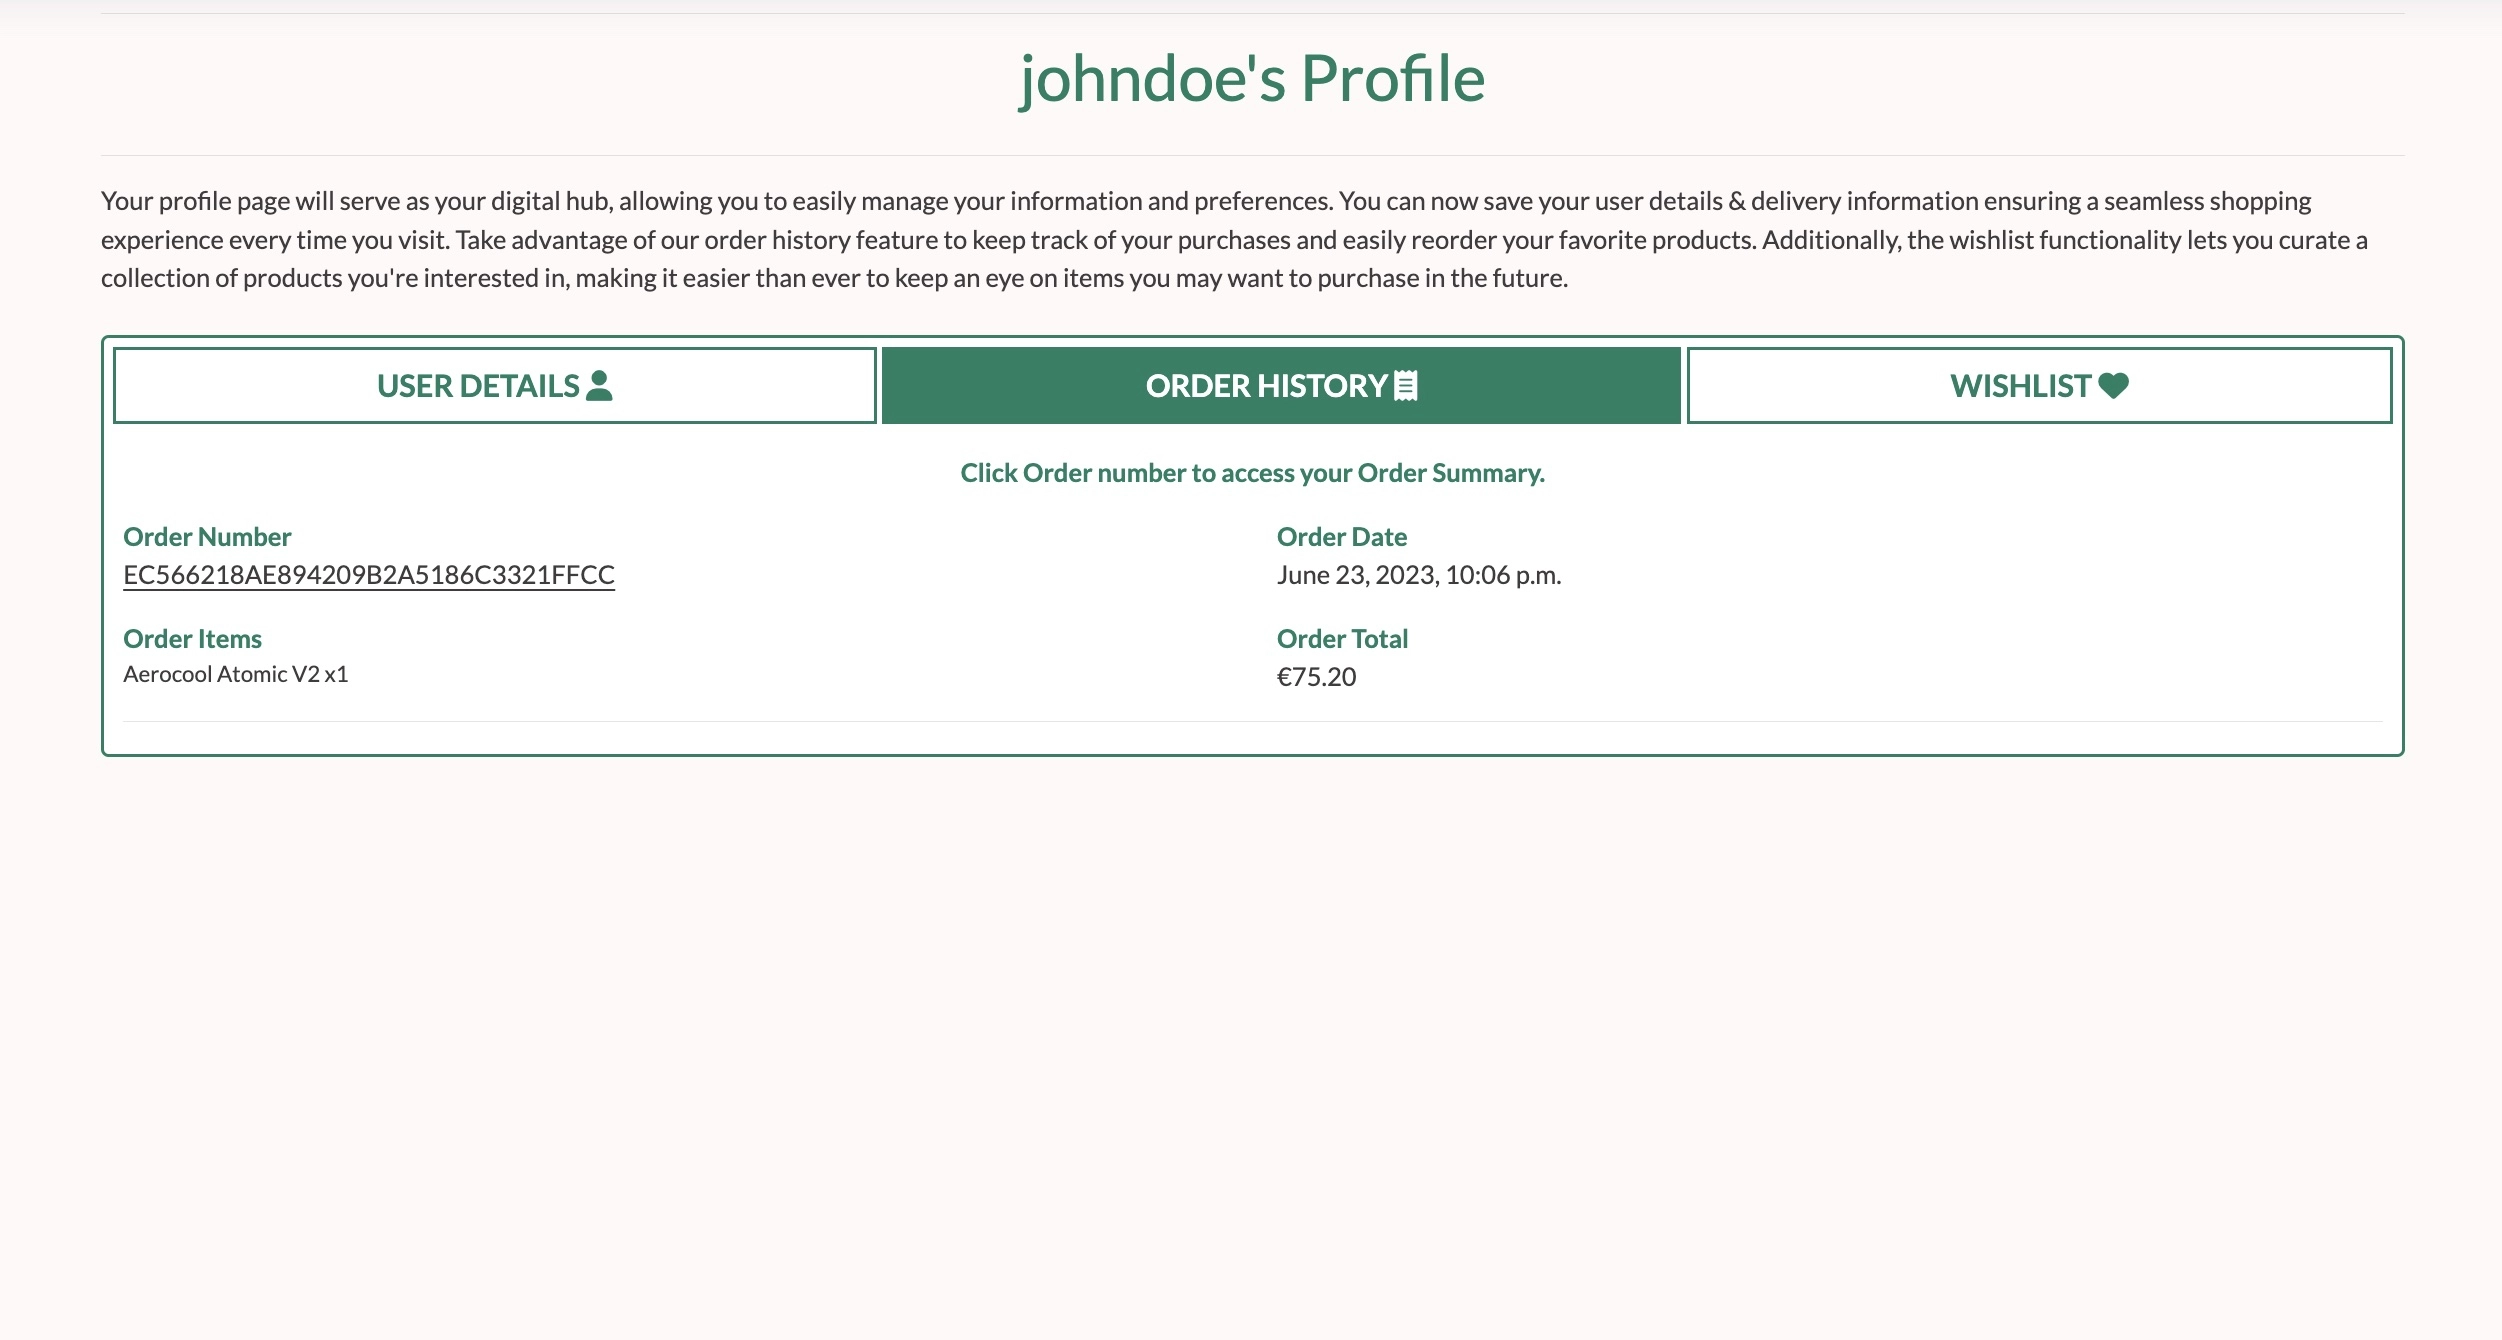 johndoe's Profile
Your profile page will serve as your digital hub, allowing you to easily manage your information and preferences. You can now save your user details & delivery information ensuring a seamless shopping
experience every time you visit. Take advantage of our order history feature to keep track of your purchases and easily reorder your favorite products. Additionally, the wishlist functionality lets you curate a
collection of products you're interested in, making it easier than ever to keep an eye on items you may want to purchase in the future.
USER DETAILS
ORDER HISTORY
WISHLIST
Click Order number to access your Order Summary.
Order Number
EC566218AE894209B2A5186C3321FFCC
Order Date
June 23, 2023, 10:06 p.m.
Order Items
Aerocool Atomic V2 x1
Order Total
€75.20